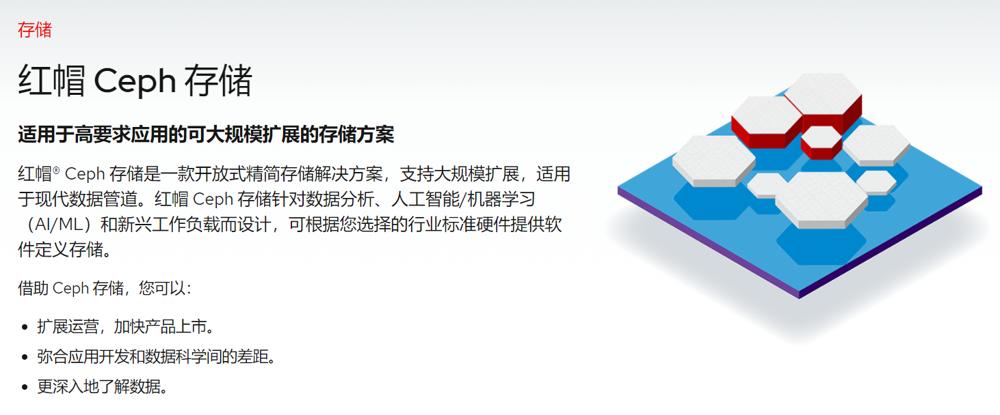 存储
红帽 Ceph 存储
适用于高要求应用的可大规模扩展的存储方案
红帽® Ceph 存储是一款开放式精简存储解决方案，支持大规模扩展，适用
于现代数据管道。红帽 Ceph 存储针对数据分析、人工智能/机器学习
（AI/ML）和新兴工作负载而设计，可根据您选择的行业标准硬件提供软
件定义存储。
借助 Ceph 存储，您可以：
• 扩展运营，加快产品上市。
• 弥合应用开发和数据科学间的差距。
• 更深入地了解数据。